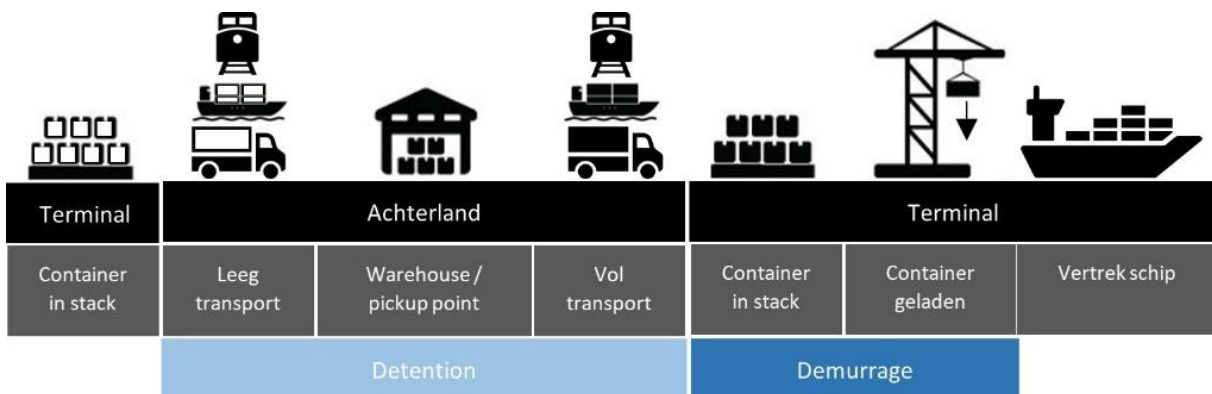 Terminal
Achterland
Terminal
Container
in stack
Leeg
transport
Warehouse /
pickup point
Vol
transport
Container
in stack
Container
geladen
Vertrek schip
Detention
Demurrage